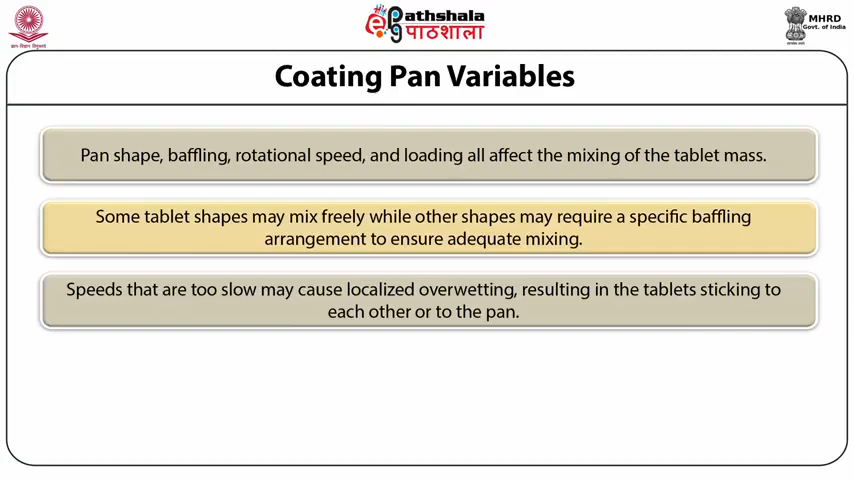 ज्ञान-विज्ञान विमुक्तये
ePathshala
पाठशाला
MHRD
Govt. of India
Coating Pan Variables
Pan shape, baffling, rotational speed, and loading all affect the mixing of the tablet mass.
Some tablet shapes may mix freely while other shapes may require a specific baffling
arrangement to ensure adequate mixing.
Speeds that are too slow may cause localized overwetting, resulting in the tablets sticking to
each other or to the pan.